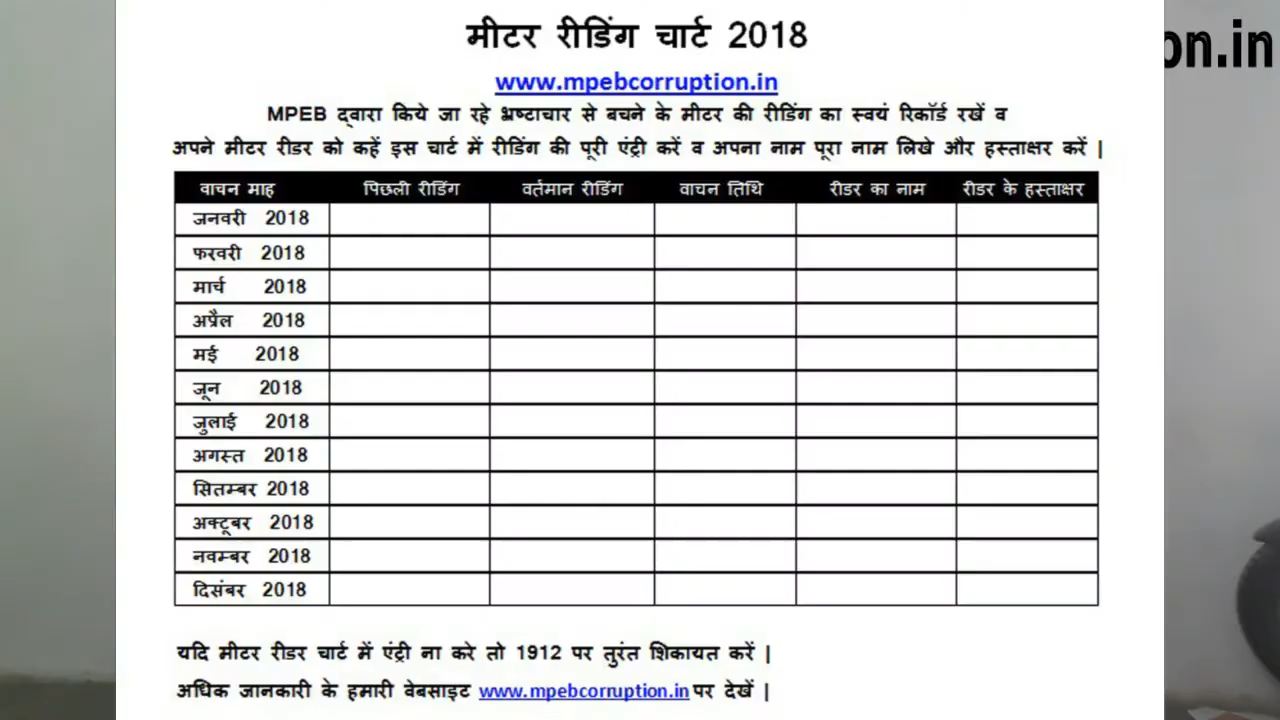 मीटर रीडिंग चार्ट 2018
on.in
www.mpebcorruption.in
MPEB द्वारा किये जा रहे भ्रष्टाचार से बचने के मीटर की रीडिंग का स्वयं रिकॉर्ड रखें व
अपने मीटर रीडर को कहें इस चार्ट में रीडिंग की पूरी एंट्री करें व अपना नाम पूरा नाम लिखे और हस्ताक्षर करें |
वाचन माह पिछली रीडिंग वर्तमान रीडिंग वाचन तिथि रीडर का नाम रीडर के हस्ताक्षर
जनवरी 2018
फरवरी 2018
मार्च 2018
अप्रैल 2018
मई 2018
जून 2018
जुलाई 2018
अगस्त 2018
सितम्बर 2018
अक्टूबर 2018
नवम्बर 2018
दिसंबर 2018
यदि मीटर रीडर चार्ट में एंट्री ना करे तो 1912 पर तुरंत शिकायत करें |
अधिक जानकारी के हमारी वेबसाइट www.mpebcorruption.in पर देखें |